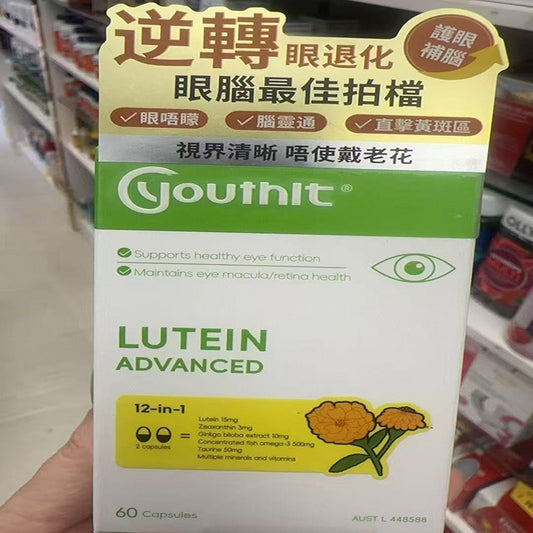 逆轉眼退化
護眼
補腦
眼腦最佳拍檔
眼唔矇 腦靈通 直擊黃斑區
視界清晰 唔使戴老花
youthit ®
Supports healthy eye function
Maintains eye macula/retina health
LUTEIN
ADVANCED
12-in-1
2 capsules =
Lutein 15mg
Zeaxanthin 3mg
Ginkgo biloba extract 10mg
Concentrated fish omega-3 500mg
Taurine 50mg
Multiple minerals and vitamins
60 Capsules
AUST L 448588
OLLY